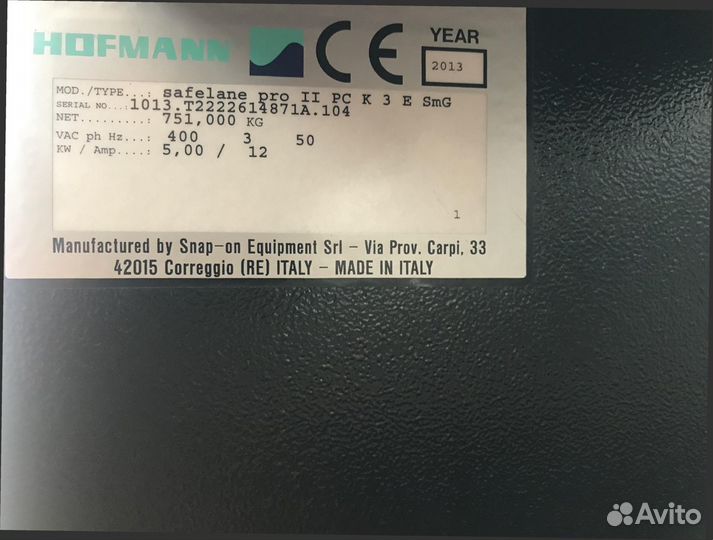 HOFMANN CE YEAR
2013
MOD./TYPE...: safelane pro II PC K 3 E SmG
SERIAL NO...:1013.T2222614871A.104
NET.........: 751,000 KG
VAC ph Hz...: 400 3 50
KW / Amp....: 5,00 / 12
1
Manufactured by Snap-on Equipment Srl - Via Prov. Carpi, 33
42015 Correggio (RE) ITALY - MADE IN ITALY
Avito